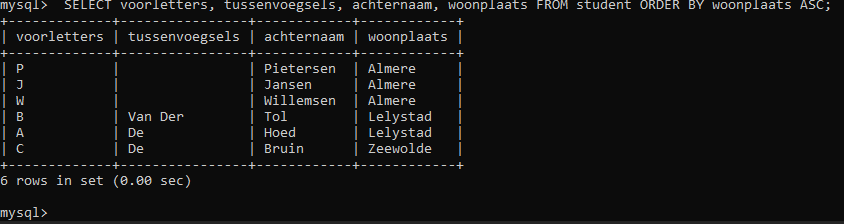 mysql>  SELECT voorletters, tussenvoegsels, achternaam, woonplaats FROM student ORDER BY woonplaats ASC;
+-------------+----------------+------------+------------+
| voorletters | tussenvoegsels | achternaam | woonplaats |
+-------------+----------------+------------+------------+
| P           |                | Pietersen  | Almere     |
| J           |                | Jansen     | Almere     |
| W           |                | Willemsen  | Almere     |
| B           | Van Der        | Tol        | Lelystad   |
| A           | De             | Hoed       | Lelystad   |
| C           | De             | Bruin      | Zeewolde   |
+-------------+----------------+------------+------------+
6 rows in set (0.00 sec)
mysql>